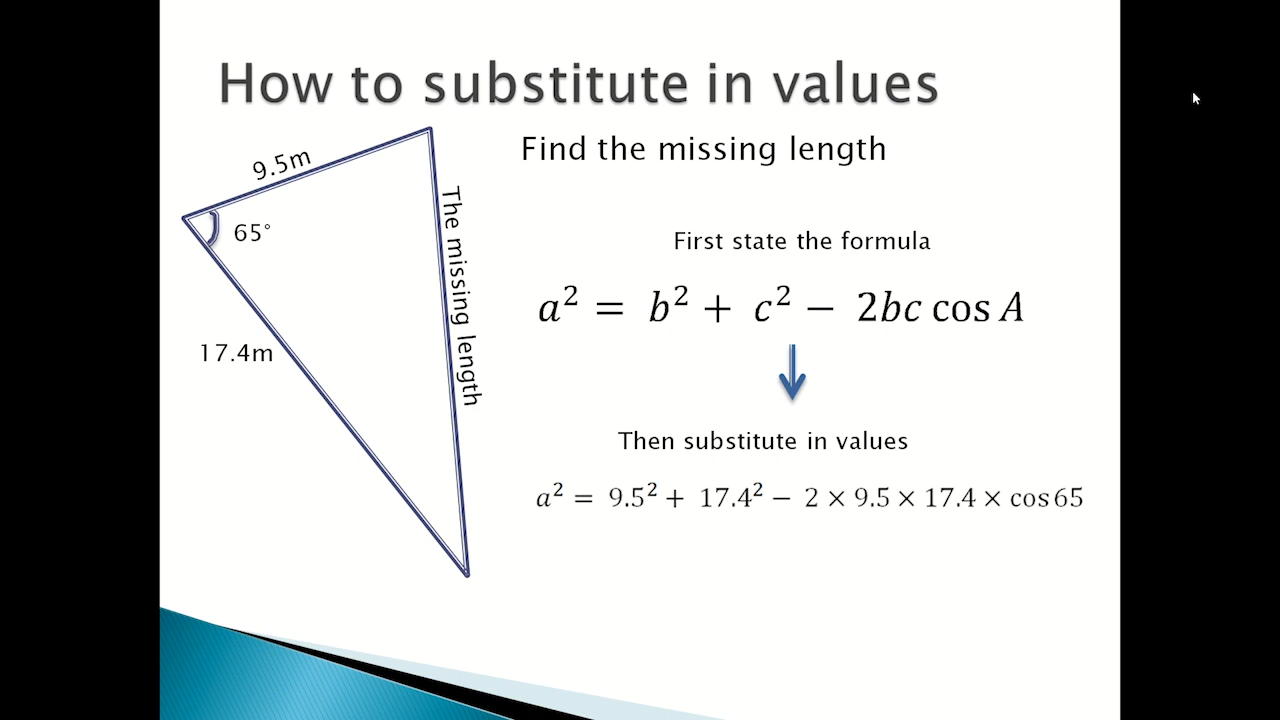 How to substitute in values
9.5m
Find the missing length
65°
The missing length
First state the formula
a² = b² + c² − 2bc cos A
17.4m
Then substitute in values
a² = 9.5² + 17.4² − 2 × 9.5 × 17.4 × cos 65